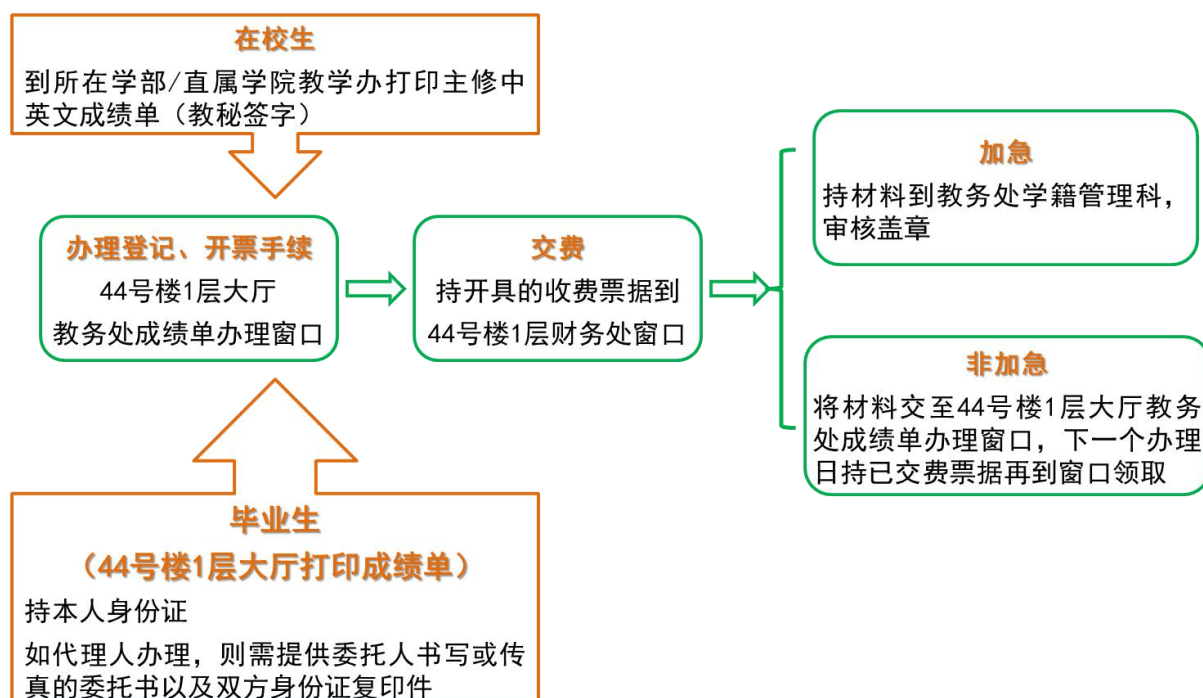 在校生
到所在学部/直属学院教学办打印主修中
英文成绩单（教秘签字）
办理登记、开票手续
44号楼1层大厅
教务处成绩单办理窗口
交费
持开具的收费票据到
44号楼1层财务处窗口
加急
持材料到教务处学籍管理科，
审核盖章
非加急
将材料交至44号楼1层大厅教务
处成绩单办理窗口，下一个办理
日持已交费票据再到窗口领取
毕业生
（44号楼1层大厅打印成绩单）
持本人身份证
如代理人办理，则需提供委托人书写或传
真的委托书以及双方身份证复印件